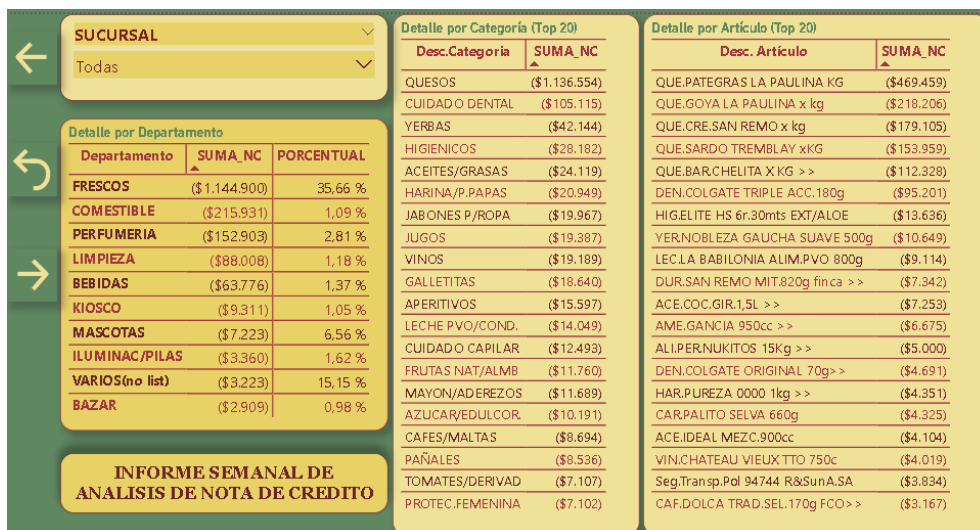 SUCURSAL
Todas
Detalle por Departamento
Departamento SUMA_NC PORCENTUAL
FRESCOS ($1.144.900) 35,66 %
COMESTIBLE ($215.931) 1,09 %
PERFUMERIA ($152.903) 2,81 %
LIMPIEZA ($88.008) 1,18 %
BEBIDAS ($63.776) 1,37 %
KIOSCO ($9.311) 1,05 %
MASCOTAS ($7.223) 6,56 %
ILUMINAC/PILAS ($3.360) 1,62 %
VARIOS(no list) ($3.223) 15,15 %
BAZAR ($2.909) 0,98 %
INFORME SEMANAL DE
ANALISIS DE NOTA DE CREDITO
Detalle por Categoría (Top 20)
Desc.Categoria SUMA_NC
QUESOS ($1.136.554)
CUIDADO DENTAL ($105.115)
YERBAS ($42.144)
HIGIENICOS ($28.182)
ACEITES/GRASAS ($24.119)
HARINA/P.PAPAS ($20.949)
JABONES P/ROPA ($19.967)
JUGOS ($19.387)
VINOS ($19.189)
GALLETITAS ($18.640)
APERITIVOS ($15.597)
LECHE PVO/COND. ($14.049)
CUIDADO CAPILAR ($12.493)
FRUTAS NAT/ALMB ($11.760)
MAYON/ADEREZOS ($11.689)
AZUCAR/EDULCOR. ($10.191)
CAFES/MALTAS ($8.694)
PAÑALES ($8.536)
TOMATES/DERIVAD ($7.107)
PROTEC.FEMENINA ($7.102)
Detalle por Artículo (Top 20)
Desc. Artículo SUMA_NC
QUE.PATEGRAS LA PAULINA KG ($469.459)
QUE.GOYA LA PAULINA x kg ($218.206)
QUE.CRE.SAN REMO x kg ($179.105)
QUE.SARDO TREMBLAY xKG ($153.959)
QUE.BAR.CHELITA X KG >> ($112.328)
DEN.COLGATE TRIPLE ACC.180g ($95.201)
HIG.ELITE HS 6r.30mts EXT/ALOE ($13.636)
YER.NOBLEZA GAUCHA SUAVE 500g ($10.649)
LEC.LA BABILONIA ALIM.PVO 800g ($9.114)
DUR.SAN REMO MIT.820g finca >> ($7.342)
ACE.COC.GIR.1,5L >> ($7.253)
AME.GANCIA 950cc >> ($6.675)
ALI.PER.NUKITOS 15Kg >> ($5.000)
DEN.COLGATE ORIGINAL 70g>> ($4.691)
HAR.PUREZA 0000 1kg >> ($4.351)
CAR.PALITO SELVA 660g ($4.325)
ACE.IDEAL MEZC.900cc ($4.104)
VIN.CHATEAU VIEUX TTO 750c ($4.019)
Seg.Transp.Pol 94744 R&SunA.SA ($3.834)
CAF.DOLCA TRAD.SEL.170g FCO>> ($3.167)